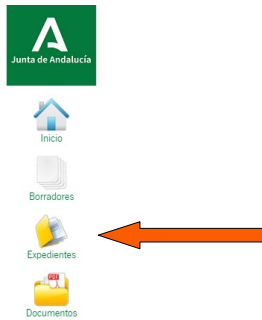 Junta de Andalucía
Inicio
Borradores
Expedientes
PDF
Documentos